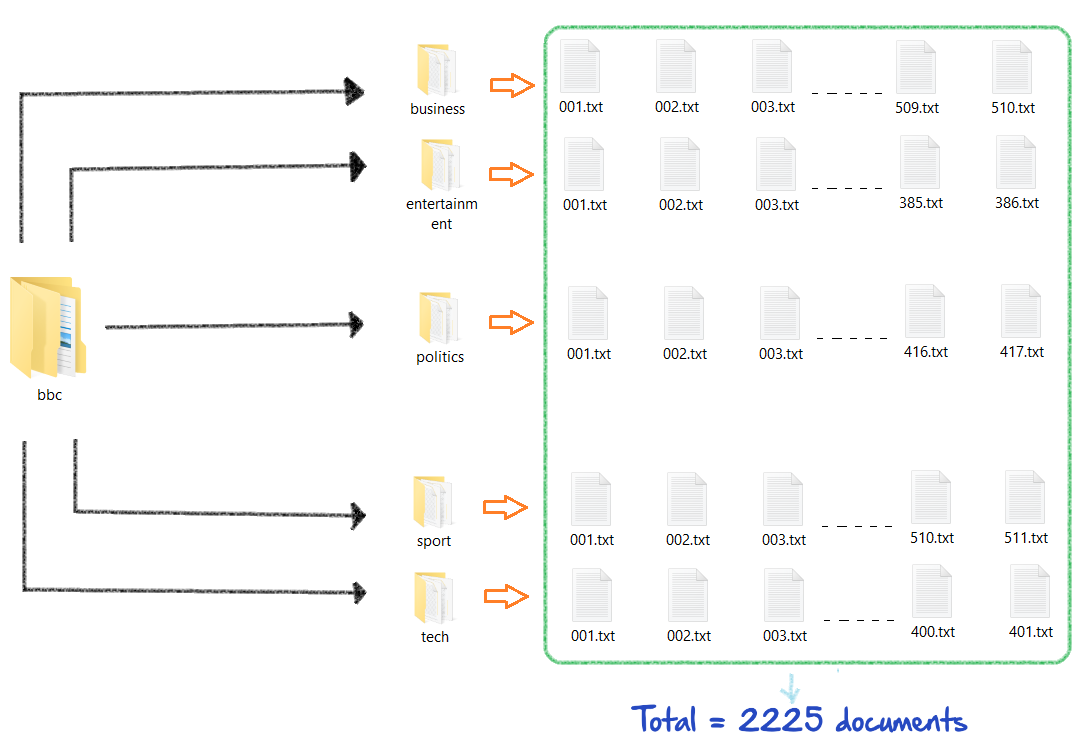 business
001.txt 002.txt 003.txt 509.txt 510.txt
entertainm
ent
001.txt 002.txt 003.txt 385.txt 386.txt
bbc
politics
001.txt 002.txt 003.txt 416.txt 417.txt
sport
001.txt 002.txt 003.txt 510.txt 511.txt
tech
001.txt 002.txt 003.txt 400.txt 401.txt
Total = 2225 documents